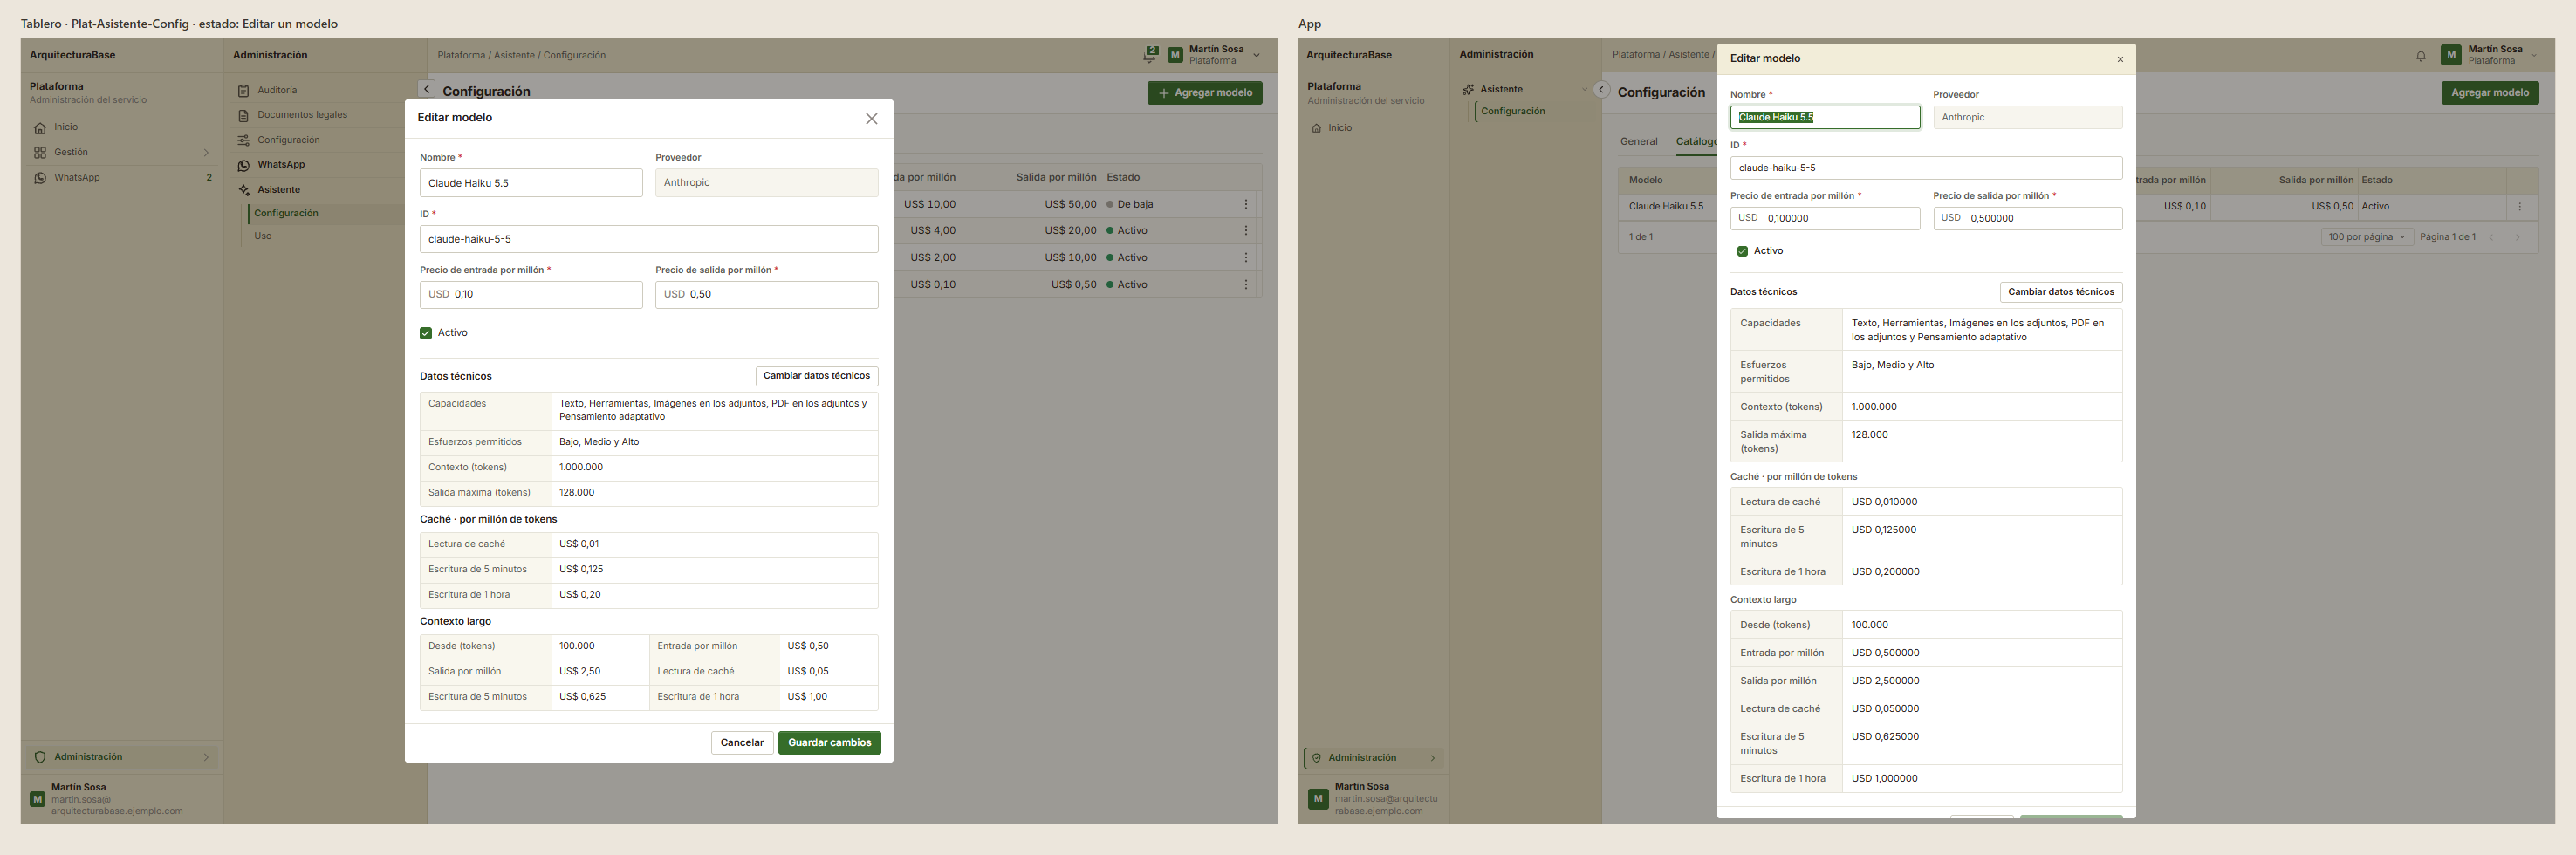 Tablero · Plat-Asistente-Config · estado: Editar un modelo
ArquitecturaBase
Plataforma
Administración del servicio
Inicio
Gestión
WhatsApp 2
Administración
Martín Sosa
martin.sosa@
arquitecturabase.ejemplo.com
M
Administración
Auditoria
Documentos legales
Configuración
WhatsApp
Asistente
Configuración
Uso
Plataforma / Asistente / Configuración
2
M
Martín Sosa
Plataforma
Configuración
Agregar modelo
da por millón Salida por millón Estado
US$ 10,00 US$ 50,00 De baja
US$ 4,00 US$ 20,00 Activo
US$ 2,00 US$ 10,00 Activo
US$ 0,10 US$ 0,50 Activo
Editar modelo
Nombre * Proveedor
Claude Haiku 5.5 Anthropic
ID *
claude-haiku-5-5
Precio de entrada por millón * Precio de salida por millón *
USD 0,10 USD 0,50
Activo
Datos técnicos Cambiar datos técnicos
Capacidades Texto, Herramientas, Imágenes en los adjuntos, PDF en los adjuntos y
Pensamiento adaptativo
Esfuerzos permitidos Bajo, Medio y Alto
Contexto (tokens) 1.000.000
Salida máxima (tokens) 128.000
Caché · por millón de tokens
Lectura de caché US$ 0,01
Escritura de 5 minutos US$ 0,125
Escritura de 1 hora US$ 0,20
Contexto largo
Desde (tokens) 100.000 Entrada por millón US$ 0,50
Salida por millón US$ 2,50 Lectura de caché US$ 0,05
Escritura de 5 minutos US$ 0,625 Escritura de 1 hora US$ 1,00
Cancelar Guardar cambios
App
ArquitecturaBase
Plataforma
Administración del servicio
Inicio
Administración
M
Martín Sosa
martin.sosa@arquitectu
rabase.ejemplo.com
Administración
Asistente
Configuración
Plataforma / Asistente /
M
Martín Sosa
Plataforma
Configuración
Agregar modelo
General Catálogo
Modelo trada por millón Salida por millón Estado
Claude Haiku 5.5 US$ 0,10 US$ 0,50 Activo
1 de 1 100 por página Página 1 de 1
Editar modelo
Nombre * Proveedor
Claude Haiku 5.5 Anthropic
ID *
claude-haiku-5-5
Precio de entrada por millón * Precio de salida por millón *
USD 0,100000 USD 0,500000
Activo
Datos técnicos Cambiar datos técnicos
Capacidades Texto, Herramientas, Imágenes en los adjuntos, PDF en
los adjuntos y Pensamiento adaptativo
Esfuerzos Bajo, Medio y Alto
permitidos
Contexto (tokens) 1.000.000
Salida máxima 128.000
(tokens)
Caché · por millón de tokens
Lectura de caché USD 0,010000
Escritura de 5 USD 0,125000
minutos
Escritura de 1 hora USD 0,200000
Contexto largo
Desde (tokens) 100.000
Entrada por millón USD 0,500000
Salida por millón USD 2,500000
Lectura de caché USD 0,050000
Escritura de 5 USD 0,625000
minutos
Escritura de 1 hora USD 1,000000